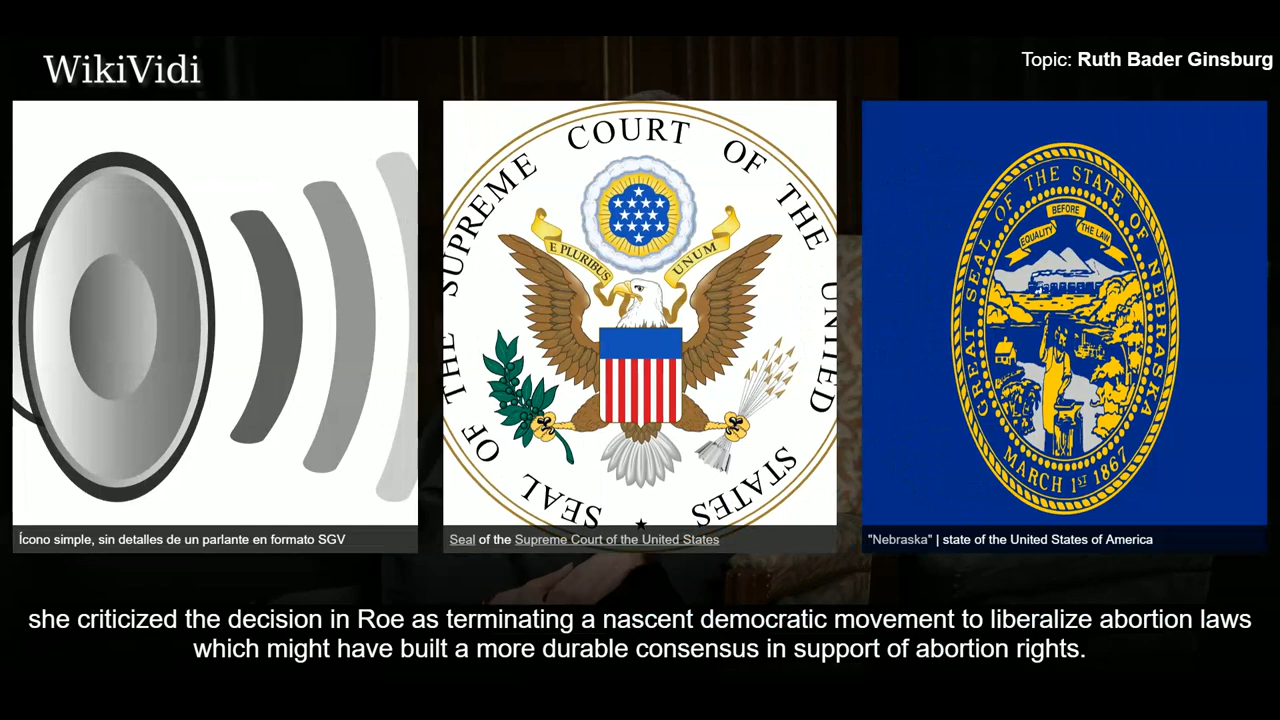 WikiVidi
Topic: Ruth Bader Ginsburg
SEAL OF THE SUPREME COURT OF THE UNITED STATES
E PLURIBUS UNUM
GREAT SEAL OF THE STATE OF NEBRASKA
EQUALITY BEFORE THE LAW
MARCH 1ST 1867
Ícono simple, sin detalles de un parlante en formato SGV
Seal of the Supreme Court of the United States
"Nebraska" | state of the United States of America
she criticized the decision in Roe as terminating a nascent democratic movement to liberalize abortion laws
which might have built a more durable consensus in support of abortion rights.